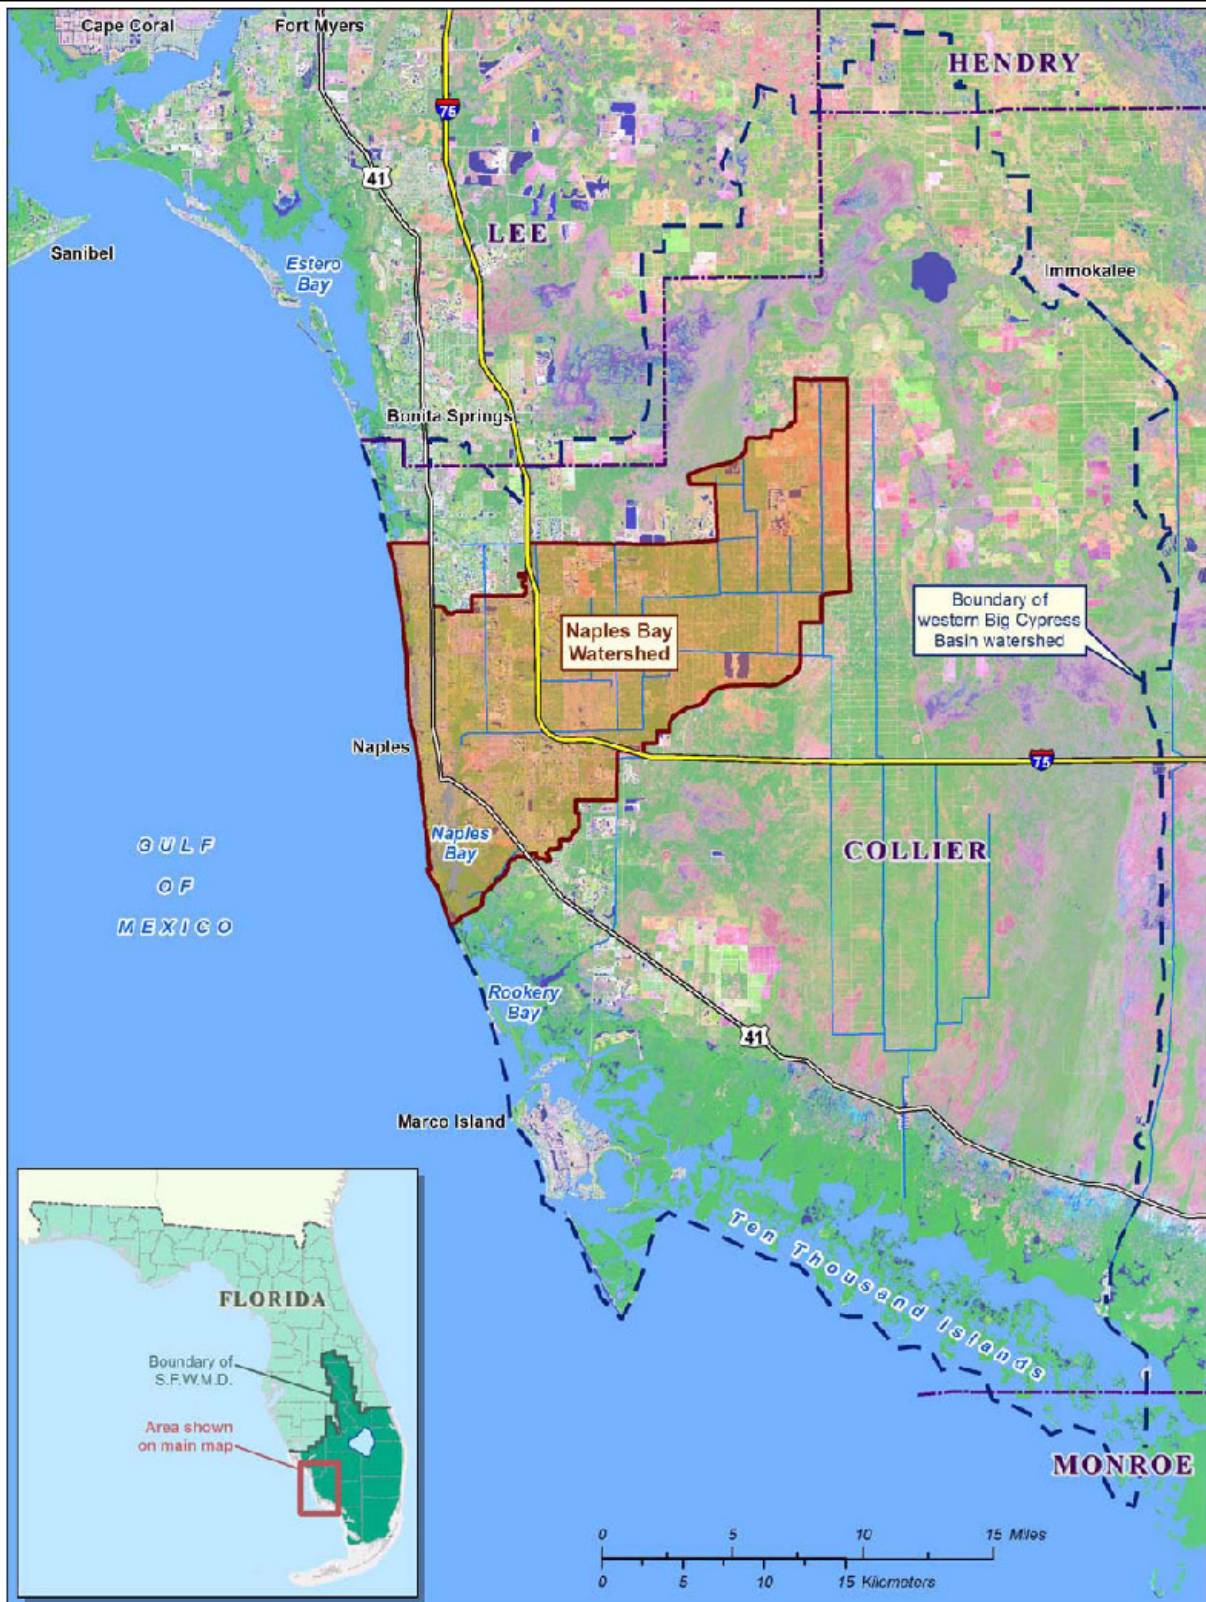 Cape Coral
Fort Myers
HENDRY
75
41
LEE
Sanibel
Estero
Bay
Immokalee
Bonita Springs
Boundary of
western Big Cypress
Basin watershed
Naples Bay
Watershed
Naples
75
Naples
Bay
COLLIER
GULF
OF
MEXICO
Rookery
Bay
41
Marco Island
Ten Thousand Islands
FLORIDA
Boundary of
S.F.W.M.D.
Area shown
on main map
MONROE
0 5 10 15 Miles
0 5 10 15 Kilometers